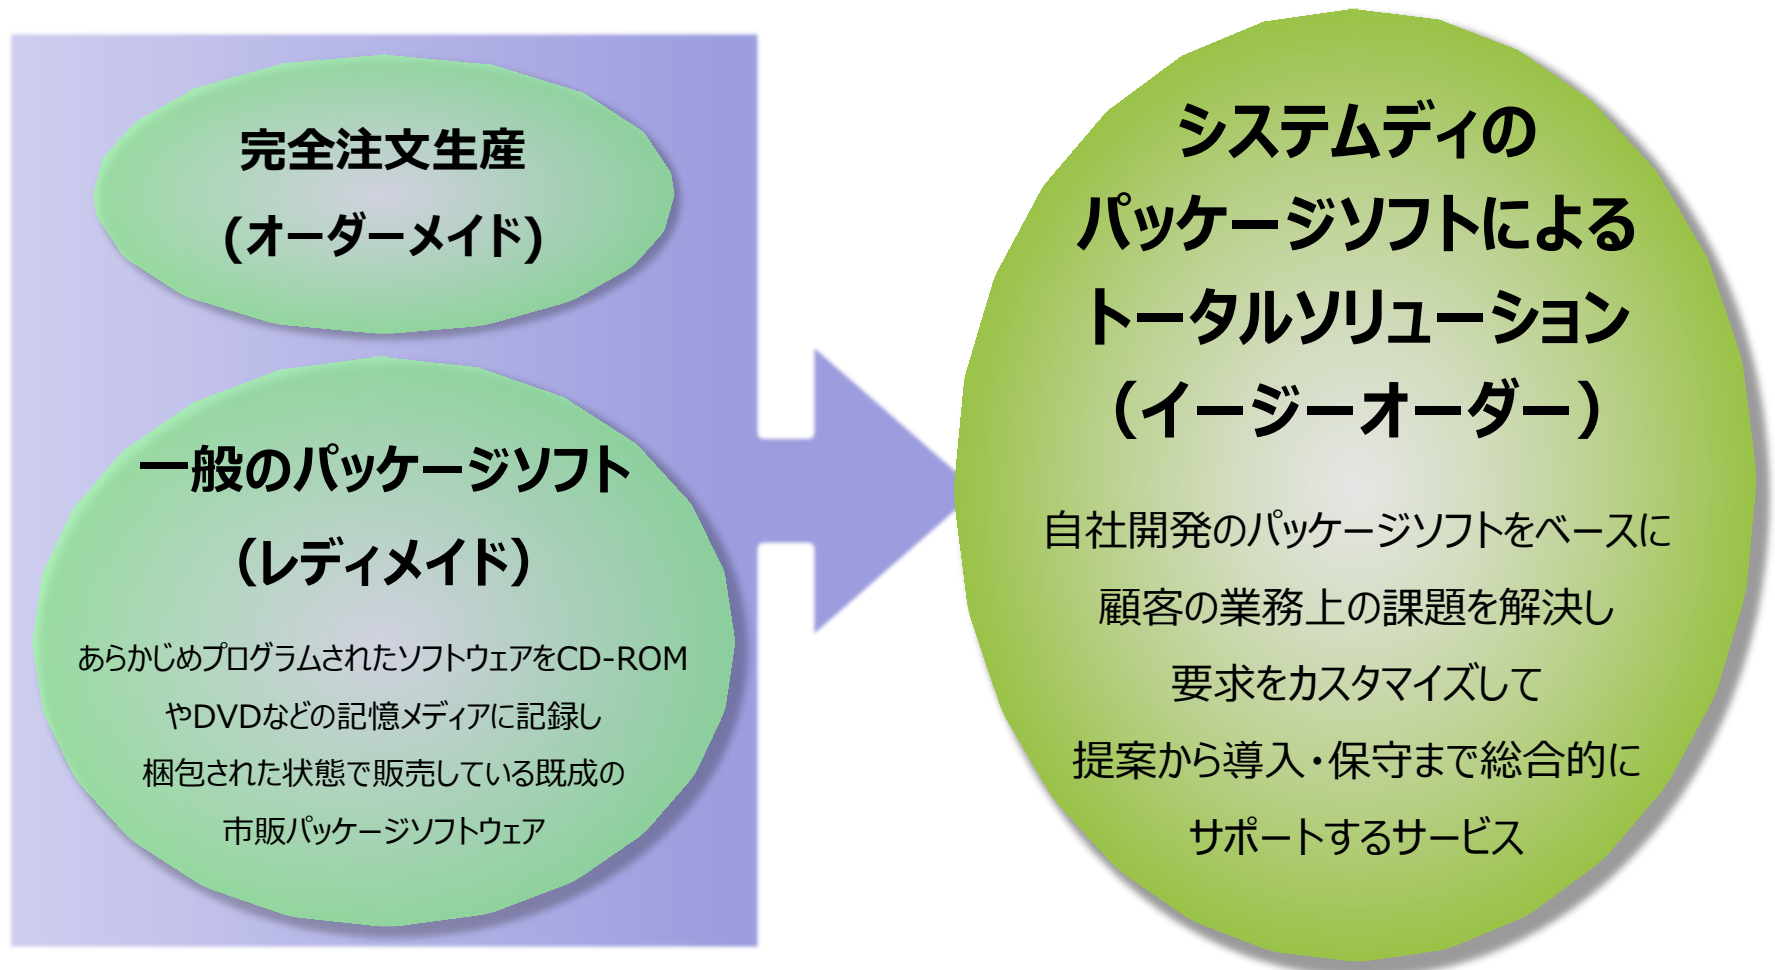 完全注文生産
(オーダーメイド)
一般のパッケージソフト
（レディメイド）
あらかじめプログラムされたソフトウェアをCD-ROM
やDVDなどの記憶メディアに記録し
梱包された状態で販売している既成の
市販パッケージソフトウェア
システムディの
パッケージソフトによる
トータルソリューション
（イージーオーダー）
自社開発のパッケージソフトをベースに
顧客の業務上の課題を解決し
要求をカスタマイズして
提案から導入・保守まで総合的に
サポートするサービス